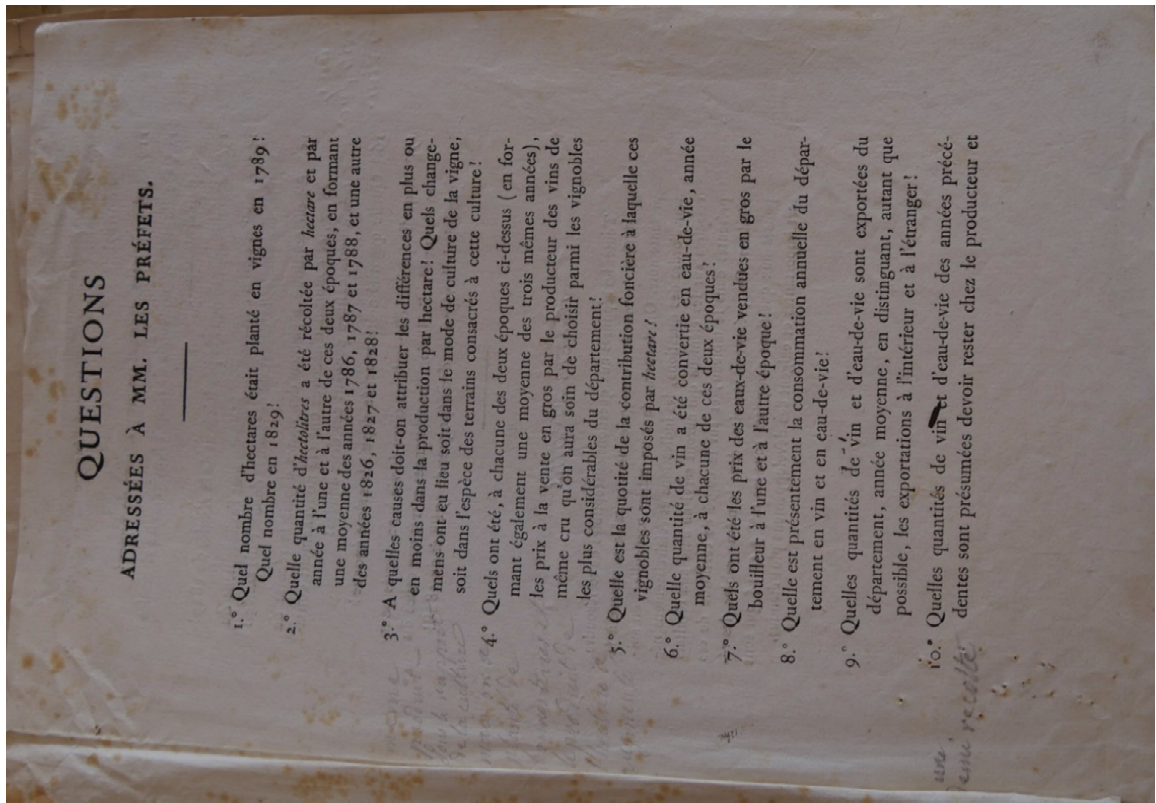 QUESTIONS
ADRESSÉES À MM. LES PRÉFETS.
1.° Quel nombre d'hectares était planté en vignes en 1789!
Quel nombre en 1829!
2.° Quelle quantité d'hectolitres a été récoltée par hectare et par
année à l'une et à l'autre de ces deux époques, en formant
une moyenne des années 1786, 1787 et 1788, et une autre
des années 1826, 1827 et 1828!
3.° A quelles causes doit-on attribuer les différences en plus ou
en moins dans la production par hectare! Quels change-
mens ont eu lieu soit dans le mode de culture de la vigne,
soit dans l'espèce des terrains consacrés à cette culture!
4.° Quels ont été, à chacune des deux époques ci-dessus (en for-
mant également une moyenne des trois mêmes années),
les prix à la vente en gros par le producteur des vins de
même cru qu'on aura soin de choisir parmi les vignobles
les plus considérables du département!
5.° Quelle est la quotité de la contribution foncière à laquelle ces
vignobles sont imposés par hectare!
6.° Quelle quantité de vin a été convertie en eau-de-vie, année
moyenne, à chacune de ces deux époques!
7.° Quels ont été les prix des eaux-de-vie vendues en gros par le
bouilleur à l'une et à l'autre époque!
8.° Quelle est présentement la consommation annuelle du dépar-
tement en vin et en eau-de-vie!
9.° Quelles quantités de vin et d'eau-de-vie sont exportées du
département, année moyenne, en distinguant, autant que
possible, les exportations à l'intérieur et à l'étranger!
10.° Quelles quantités de vin et d'eau-de-vie des années précé-
dentes sont présumées devoir rester chez le producteur et
une
demi recolte